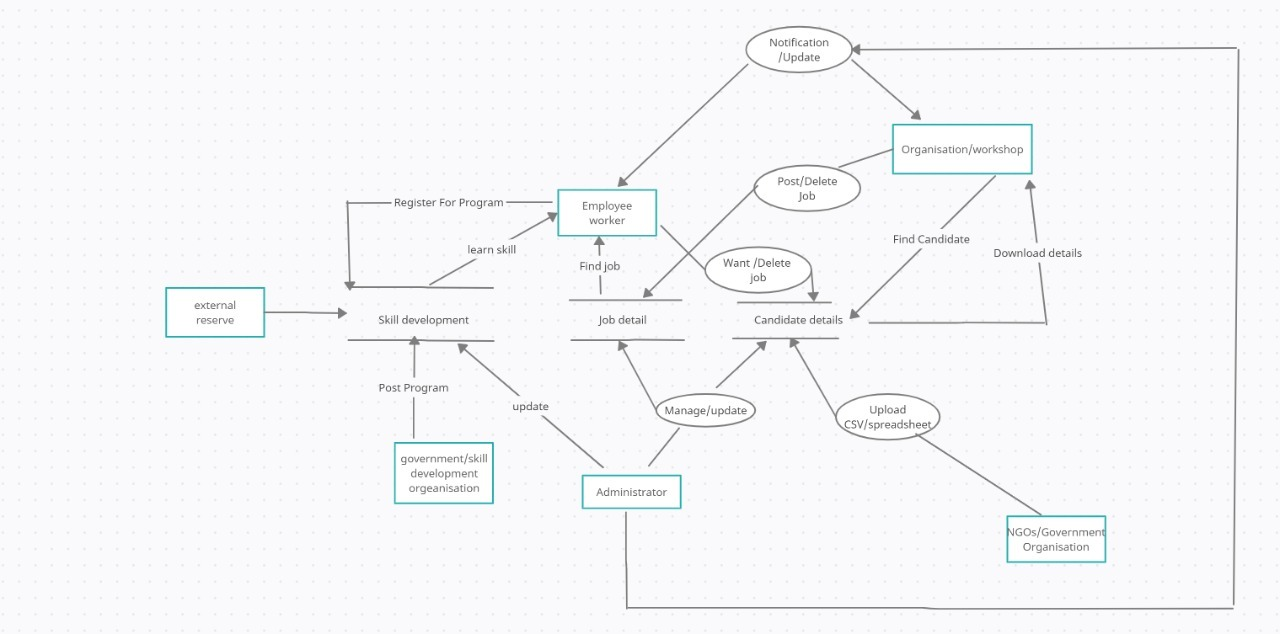 Notification
/Update
Organisation/workshop
Post/Delete
Job
Employee
worker
Register For Program
learn skill
Find job
Want /Delete
job
Find Candidate
Download details
external
reserve
Skill development
Job detail
Candidate details
Post Program
update
Manage/update
Upload
CSV/spreadsheet
government/skill
development
orgeanisation
Administrator
NGOs/Government
Organisation